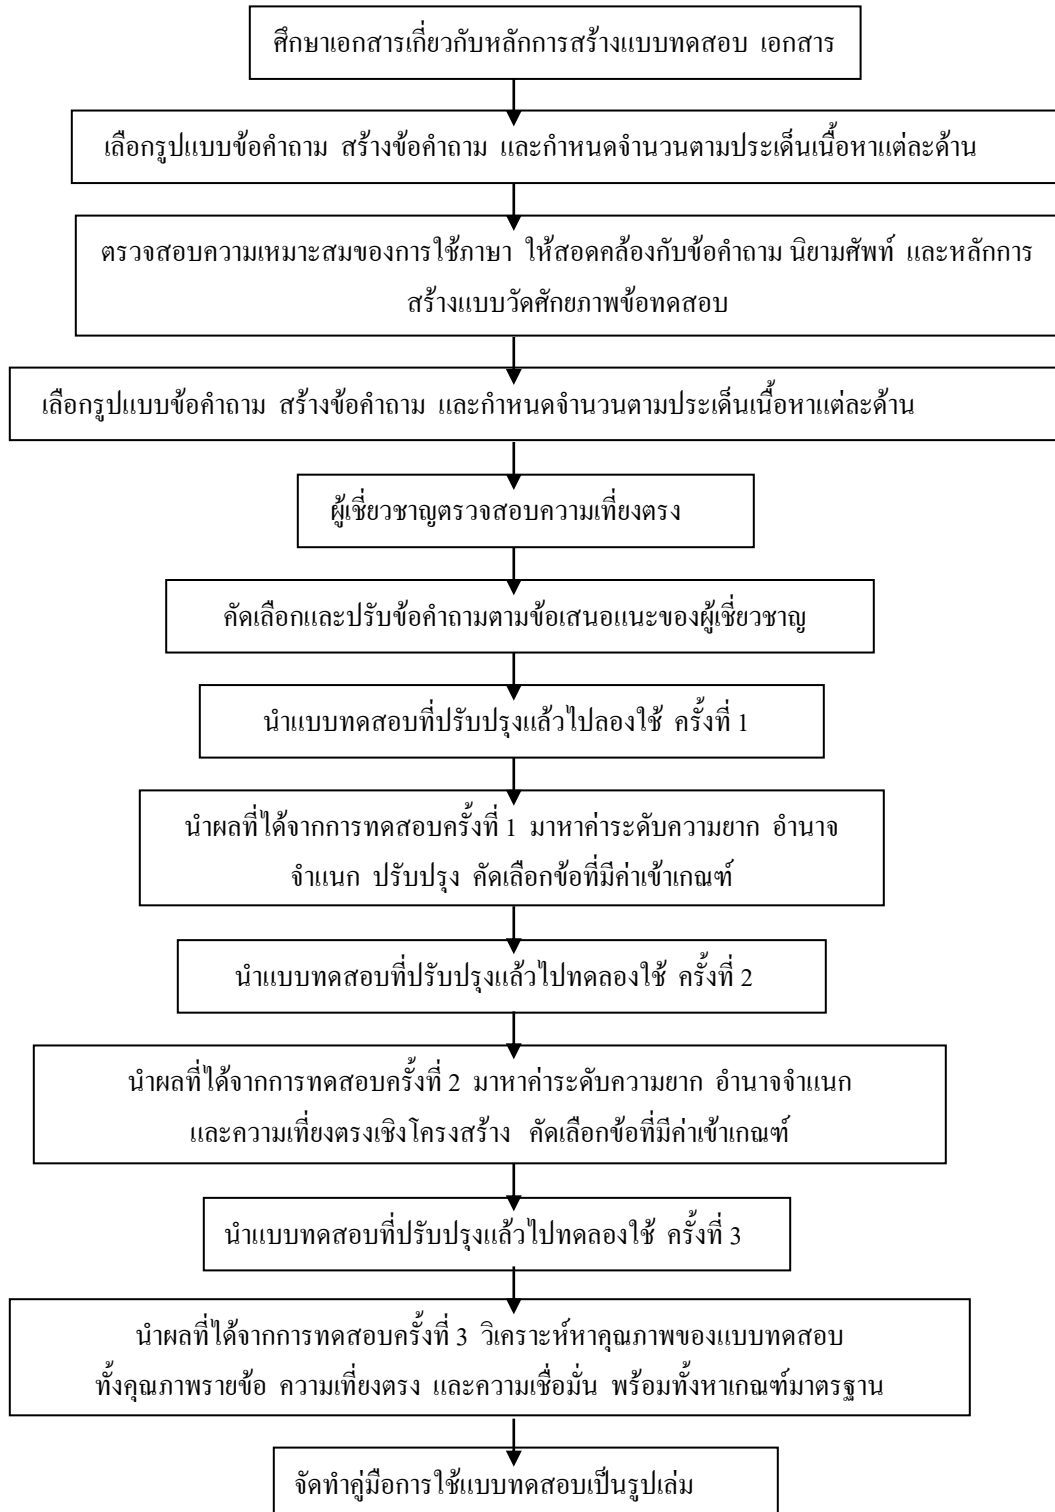 ศึกษาเอกสารเกี่ยวกับหลักการสร้างแบบทดสอบ เอกสาร
เลือกรูปแบบข้อคำถาม สร้างข้อคำถาม และกำหนดจำนวนตามประเด็นเนื้อหาแต่ละด้าน
ตรวจสอบความเหมาะสมของการใช้ภาษา ให้สอดคล้องกับข้อคำถาม นิยามศัพท์ และหลักการ
สร้างแบบวัดศักยภาพข้อทดสอบ
เลือกรูปแบบข้อคำถาม สร้างข้อคำถาม และกำหนดจำนวนตามประเด็นเนื้อหาแต่ละด้าน
ผู้เชี่ยวชาญตรวจสอบความเที่ยงตรง
คัดเลือกและปรับข้อคำถามตามข้อเสนอแนะของผู้เชี่ยวชาญ
นำแบบทดสอบที่ปรับปรุงแล้วไปลองใช้ ครั้งที่ 1
นำผลที่ได้จากการทดสอบครั้งที่ 1 มาหาค่าระดับความยาก อำนาจ
จำแนก ปรับปรุง คัดเลือกข้อที่มีค่าเข้าเกณฑ์
นำแบบทดสอบที่ปรับปรุงแล้วไปทดลองใช้ ครั้งที่ 2
นำผลที่ได้จากการทดสอบครั้งที่ 2 มาหาค่าระดับความยาก อำนาจจำแนก
และความเที่ยงตรงเชิงโครงสร้าง คัดเลือกข้อที่มีค่าเข้าเกณฑ์
นำแบบทดสอบที่ปรับปรุงแล้วไปทดลองใช้ ครั้งที่ 3
นำผลที่ได้จากการทดสอบครั้งที่ 3 วิเคราะห์หาคุณภาพของแบบทดสอบ
ทั้งคุณภาพรายข้อ ความเที่ยงตรง และความเชื่อมั่น พร้อมทั้งหาเกณฑ์มาตรฐาน
จัดทำคู่มือการใช้แบบทดสอบเป็นรูปเล่ม